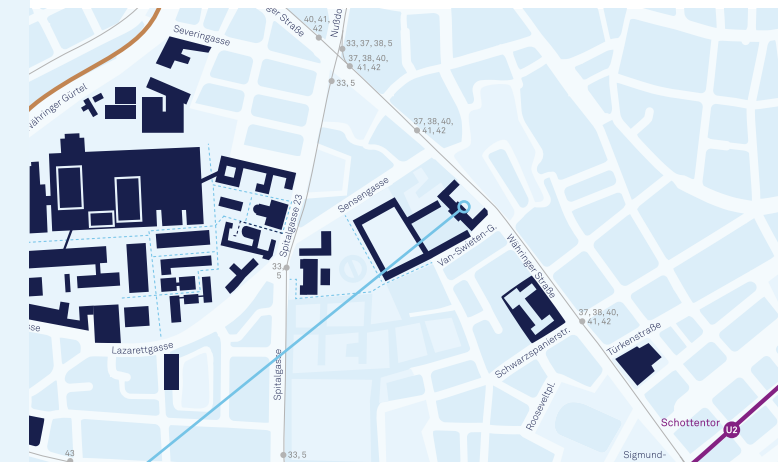 ger Straße
40, 41,
42
Nußdo
Severingasse
33, 37, 38, 5
37, 38, 40,
41, 42
33, 5
Währinger Gürtel
37, 38, 40,
41, 42
Sensengasse
Spitalgasse 23
Van-Swieten-G.
Währinger Straße
33
5
37, 38, 40,
41, 42
sse
Lazarettgasse
Schwarzspanierstr.
Türkenstraße
Spitalgasse
Rooseveltpl.
Schottentor
U2
43
33, 5
Sigmund-